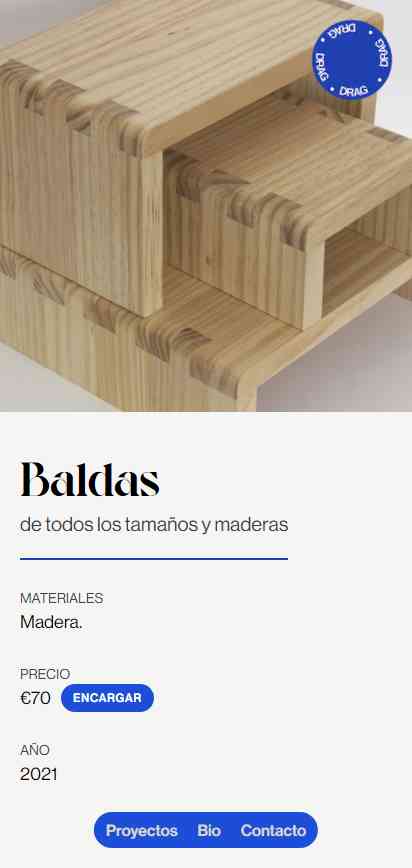 DRAG • DRAG • DRAG • DRAG •
Baldas
de todos los tamaños y maderas
MATERIALES
Madera.
PRECIO
€70 ENCARGAR
AÑO
2021
Proyectos Bio Contacto